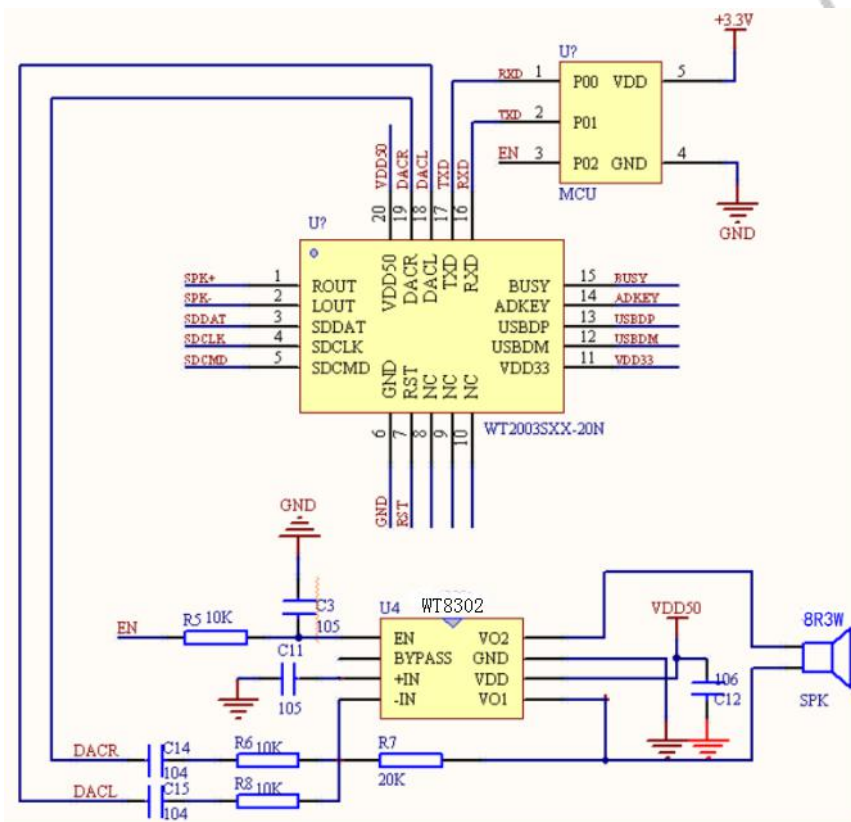 +3.3V
U?
RXD 1 P00 VDD 5
TXD 2 P01
EN 3 P02 GND 4
MCU
GND
VDD50 DACR DACL TXD RXD
20 19 18 17 16
U?
VDD50 DACR DACL TXD RXD
SPK+ 1 ROUT BUSY 15 BUSY
SPK- 2 LOUT ADKEY 14 ADKEY
SDDAT 3 SDDAT USBDP 13 USBDP
SDCLK 4 SDCLK USBDM 12 USBDM
SDCMD 5 SDCMD VDD33 11 VDD33
GND RST NC NC NC
6 7 8 9 10
WT2003SXX-20N
GND RST
GND
C3
105
U4 WT8302
VDD50
8R3W
EN R5 10K EN VO2
C11 BYPASS GND
105 +IN VDD
-IN VO1
106
C12
SPK
DACR C14 R6 10K R7
104 20K
DACL C15 R8 10K
104